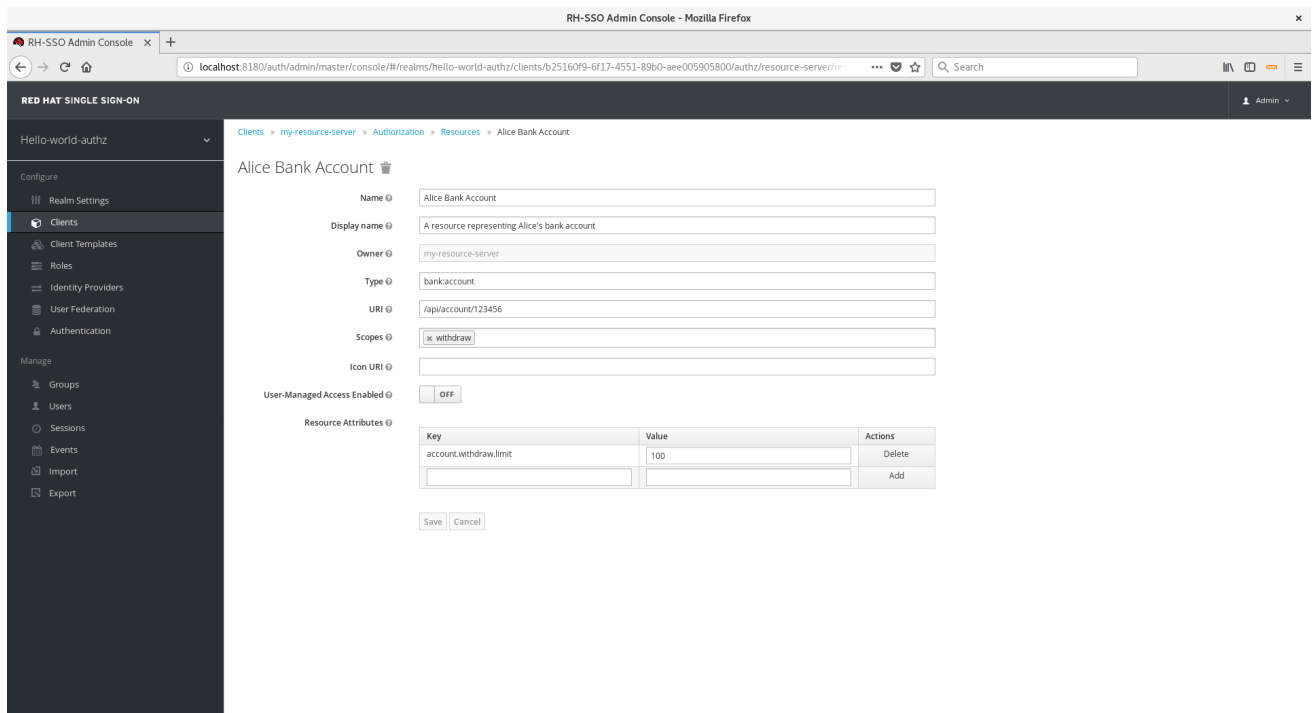 RH-SSO Admin Console - Mozilla Firefox
RH-SSO Admin Console
localhost:8180/auth/admin/master/console/#/realms/hello-world-authz/clients/b25160f9-6f17-4551-89b0-aee005905800/authz/resource-server/re
Search
RED HAT SINGLE SIGN-ON
Admin
Hello-world-authz
Clients » my-resource-server » Authorization » Resources » Alice Bank Account
Alice Bank Account
Configure
Realm Settings
Clients
Client Templates
Roles
Identity Providers
User Federation
Authentication
Manage
Groups
Users
Sessions
Events
Import
Export
Name Alice Bank Account
Display name A resource representing Alice's bank account
Owner my-resource-server
Type bank:account
URI /api/account/123456
Scopes withdraw
Icon URI
User-Managed Access Enabled OFF
Resource Attributes
Key Value Actions
account.withdraw.limit 100 Delete
Add
Save Cancel